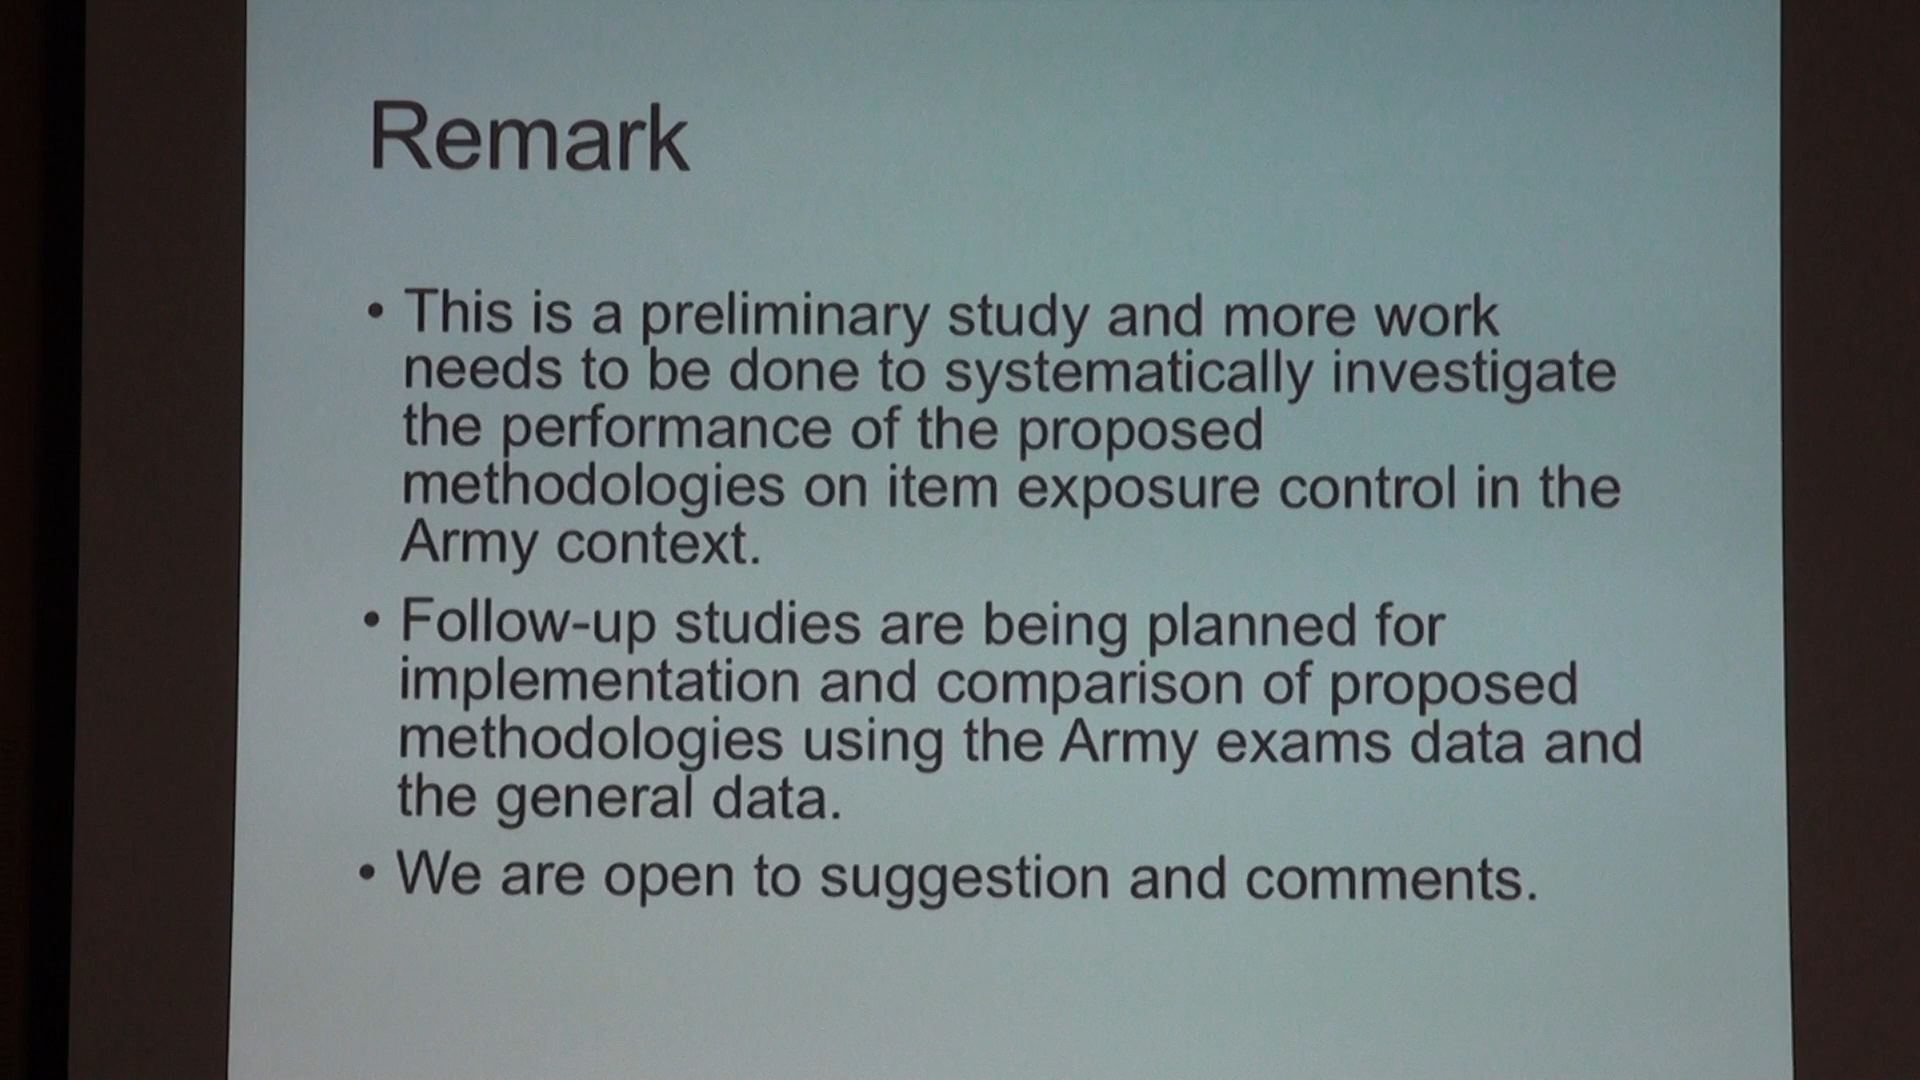 Remark
• This is a preliminary study and more work
needs to be done to systematically investigate
the performance of the proposed
methodologies on item exposure control in the
Army context.
• Follow-up studies are being planned for
implementation and comparison of proposed
methodologies using the Army exams data and
the general data.
• We are open to suggestion and comments.